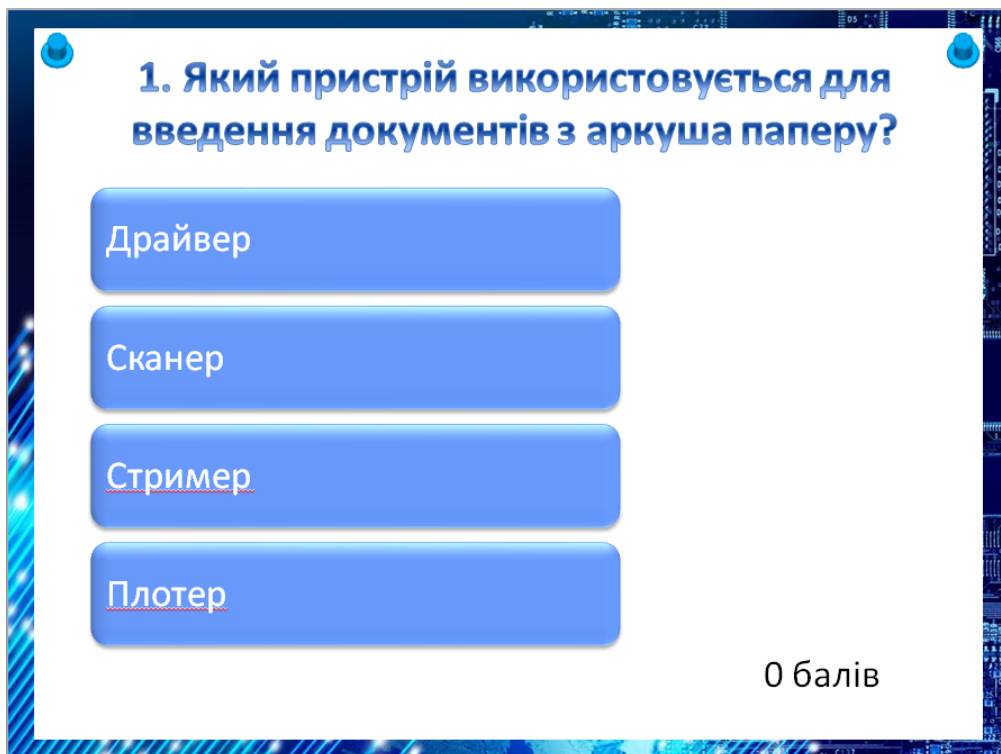 1. Який пристрій використовується для
введення документів з аркуша паперу?
Драйвер
Сканер
Стример
Плотер
0 балів